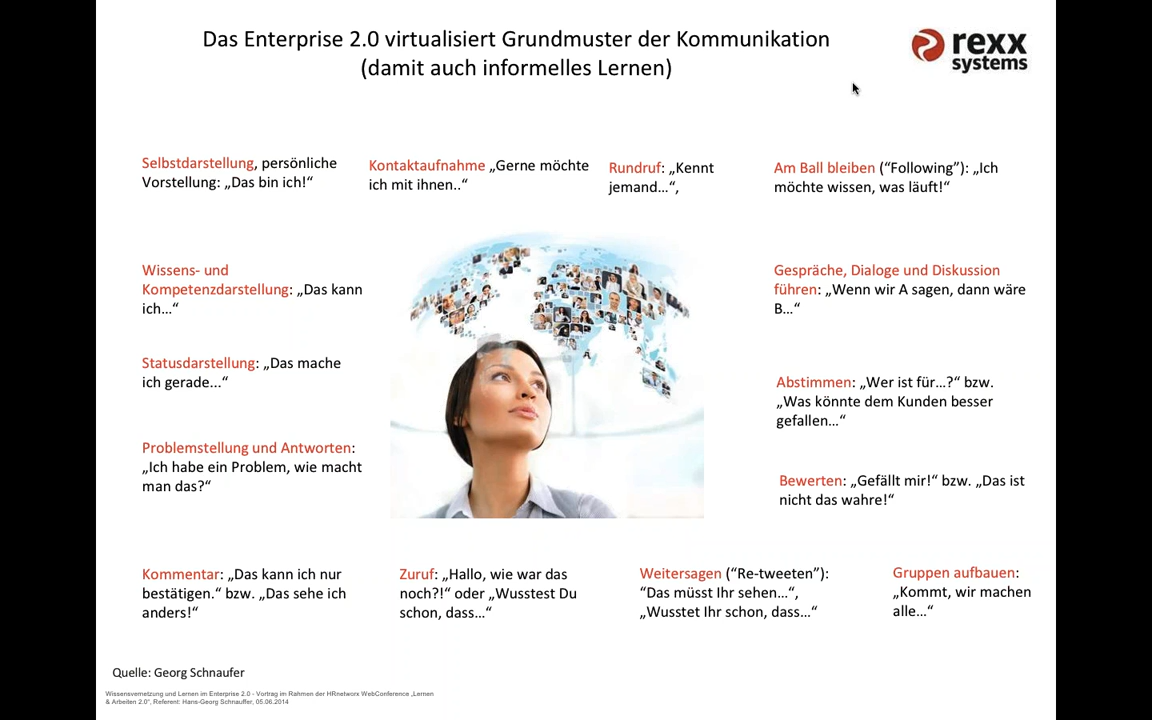 Das Enterprise 2.0 virtualisiert Grundmuster der Kommunikation
(damit auch informelles Lernen)
rexx
systems
Selbstdarstellung, persönliche
Vorstellung: „Das bin ich!“
Kontaktaufnahme „Gerne möchte
ich mit ihnen..“
Rundruf: „Kennt
jemand…“,
Am Ball bleiben (“Following”): „Ich
möchte wissen, was läuft!“
Wissens- und
Kompetenzdarstellung: „Das kann
ich…“
Gespräche, Dialoge und Diskussion
führen: „Wenn wir A sagen, dann wäre
B…“
Statusdarstellung: „Das mache
ich gerade...“
Abstimmen: „Wer ist für…?“ bzw.
„Was könnte dem Kunden besser
gefallen…“
Problemstellung und Antworten:
„Ich habe ein Problem, wie macht
man das?“
Bewerten: „Gefällt mir!“ bzw. „Das ist
nicht das wahre!“
Kommentar: „Das kann ich nur
bestätigen.“ bzw. „Das sehe ich
anders!“
Zuruf: „Hallo, wie war das
noch?!“ oder „Wusstest Du
schon, dass…“
Weitersagen (“Re-tweeten”):
“Das müsst Ihr sehen...“,
„Wusstet Ihr schon, dass…“
Gruppen aufbauen:
„Kommt, wir machen
alle…“
Quelle: Georg Schnaufer
Wissensvernetzung und Lernen im Enterprise 2.0 - Vortrag im Rahmen der HRnetworx WebConference „Lernen
& Arbeiten 2.0“, Referent: Hans-Georg Schnauffer, 05.06.2014